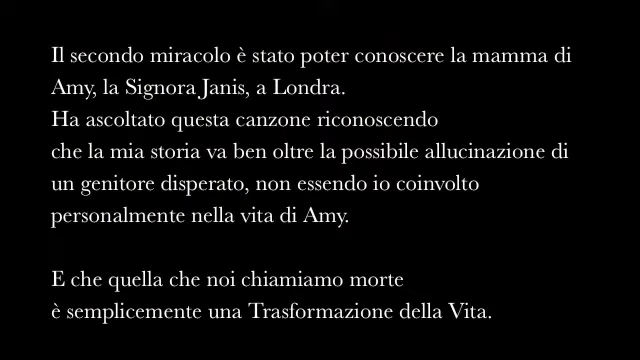 Il secondo miracolo è stato poter conoscere la mamma di
Amy, la Signora Janis, a Londra.
Ha ascoltato questa canzone riconoscendo
che la mia storia va ben oltre la possibile allucinazione di
un genitore disperato, non essendo io coinvolto
personalmente nella vita di Amy.
E che quella che noi chiamiamo morte
è semplicemente una Trasformazione della Vita.